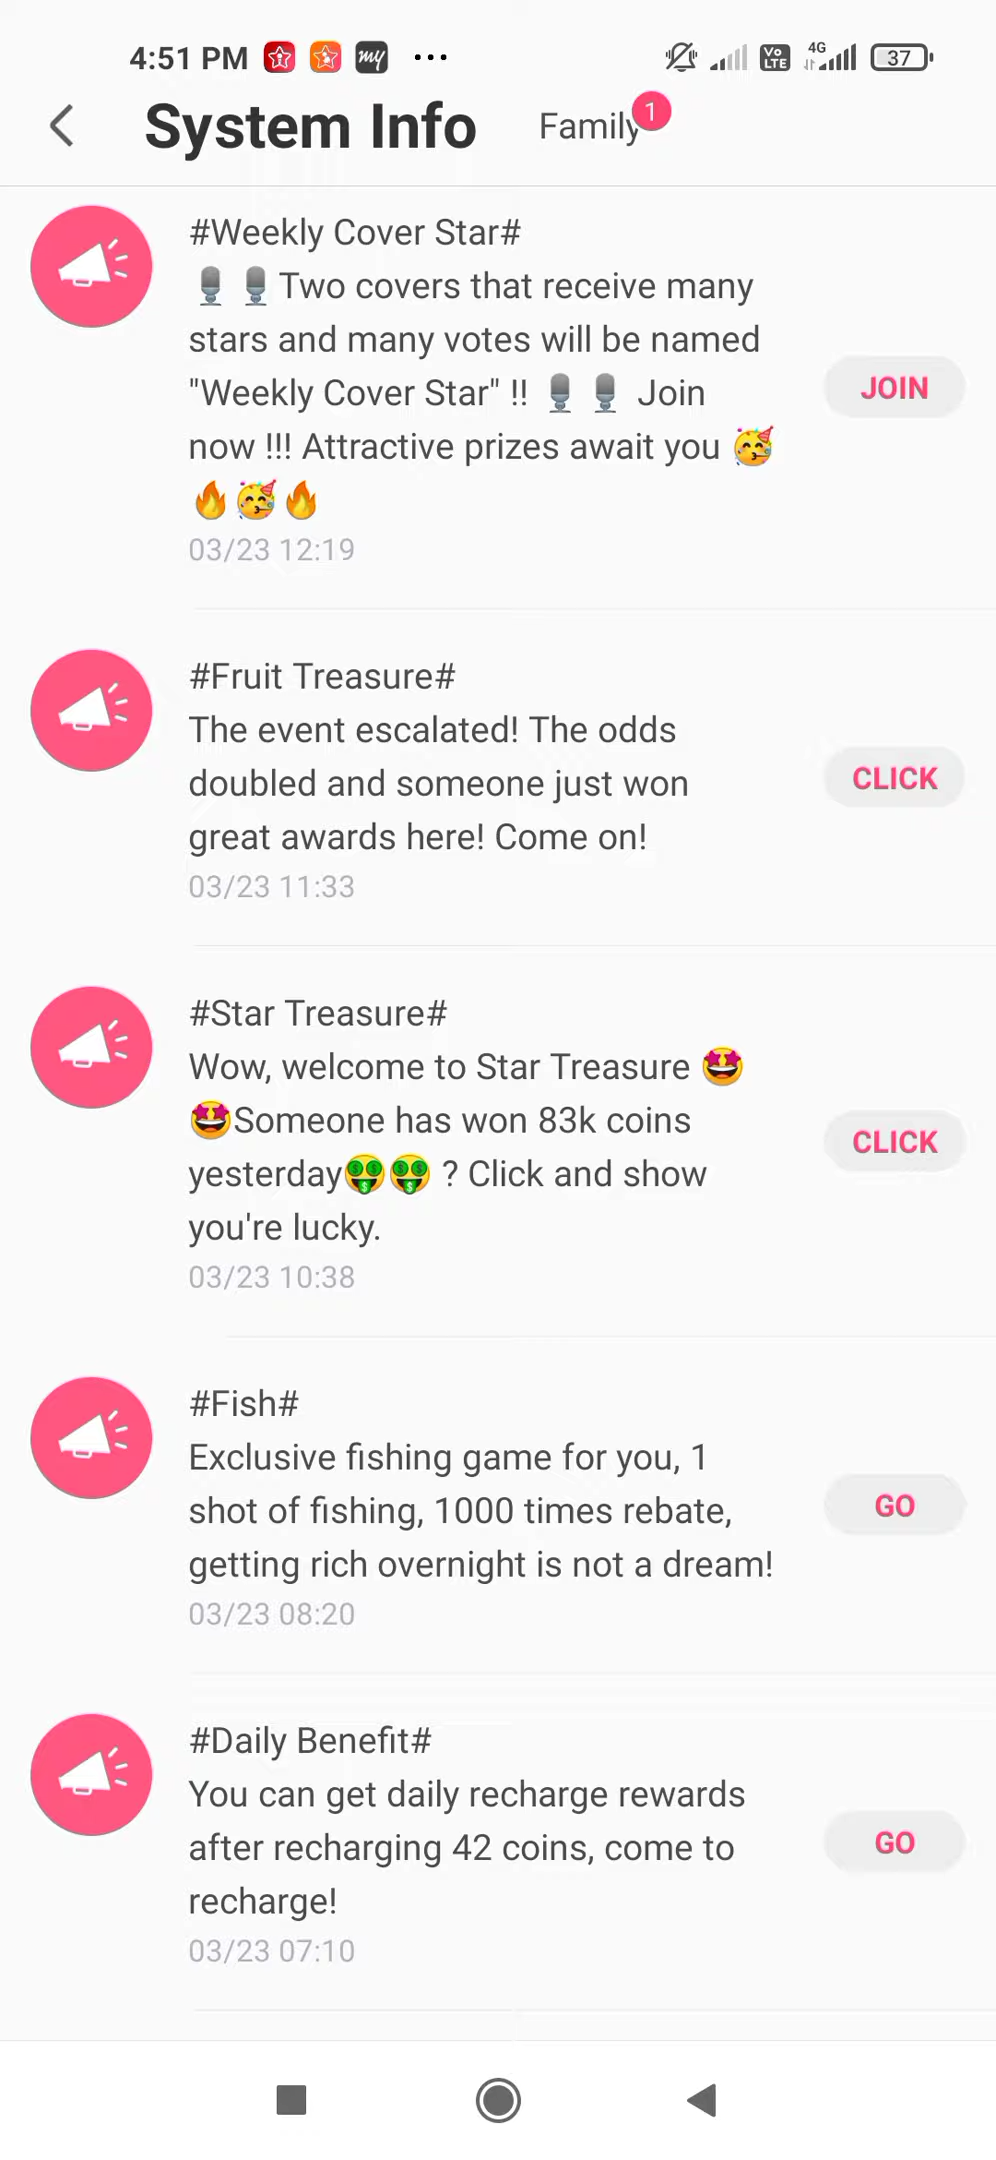 4:51 PM my ... Vo LTE 4G 37
System Info Family 1
#Weekly Cover Star#
🎙️🎙️Two covers that receive many
stars and many votes will be named
"Weekly Cover Star" !! 🎙️🎙️ Join
now !!! Attractive prizes await you 🥳
🔥🥳🔥
03/23 12:19
JOIN
#Fruit Treasure#
The event escalated! The odds
doubled and someone just won
great awards here! Come on!
03/23 11:33
CLICK
#Star Treasure#
Wow, welcome to Star Treasure 🤩
🤩Someone has won 83k coins
yesterday🤑🤑 ? Click and show
you're lucky.
03/23 10:38
CLICK
#Fish#
Exclusive fishing game for you, 1
shot of fishing, 1000 times rebate,
getting rich overnight is not a dream!
03/23 08:20
GO
#Daily Benefit#
You can get daily recharge rewards
after recharging 42 coins, come to
recharge!
03/23 07:10
GO